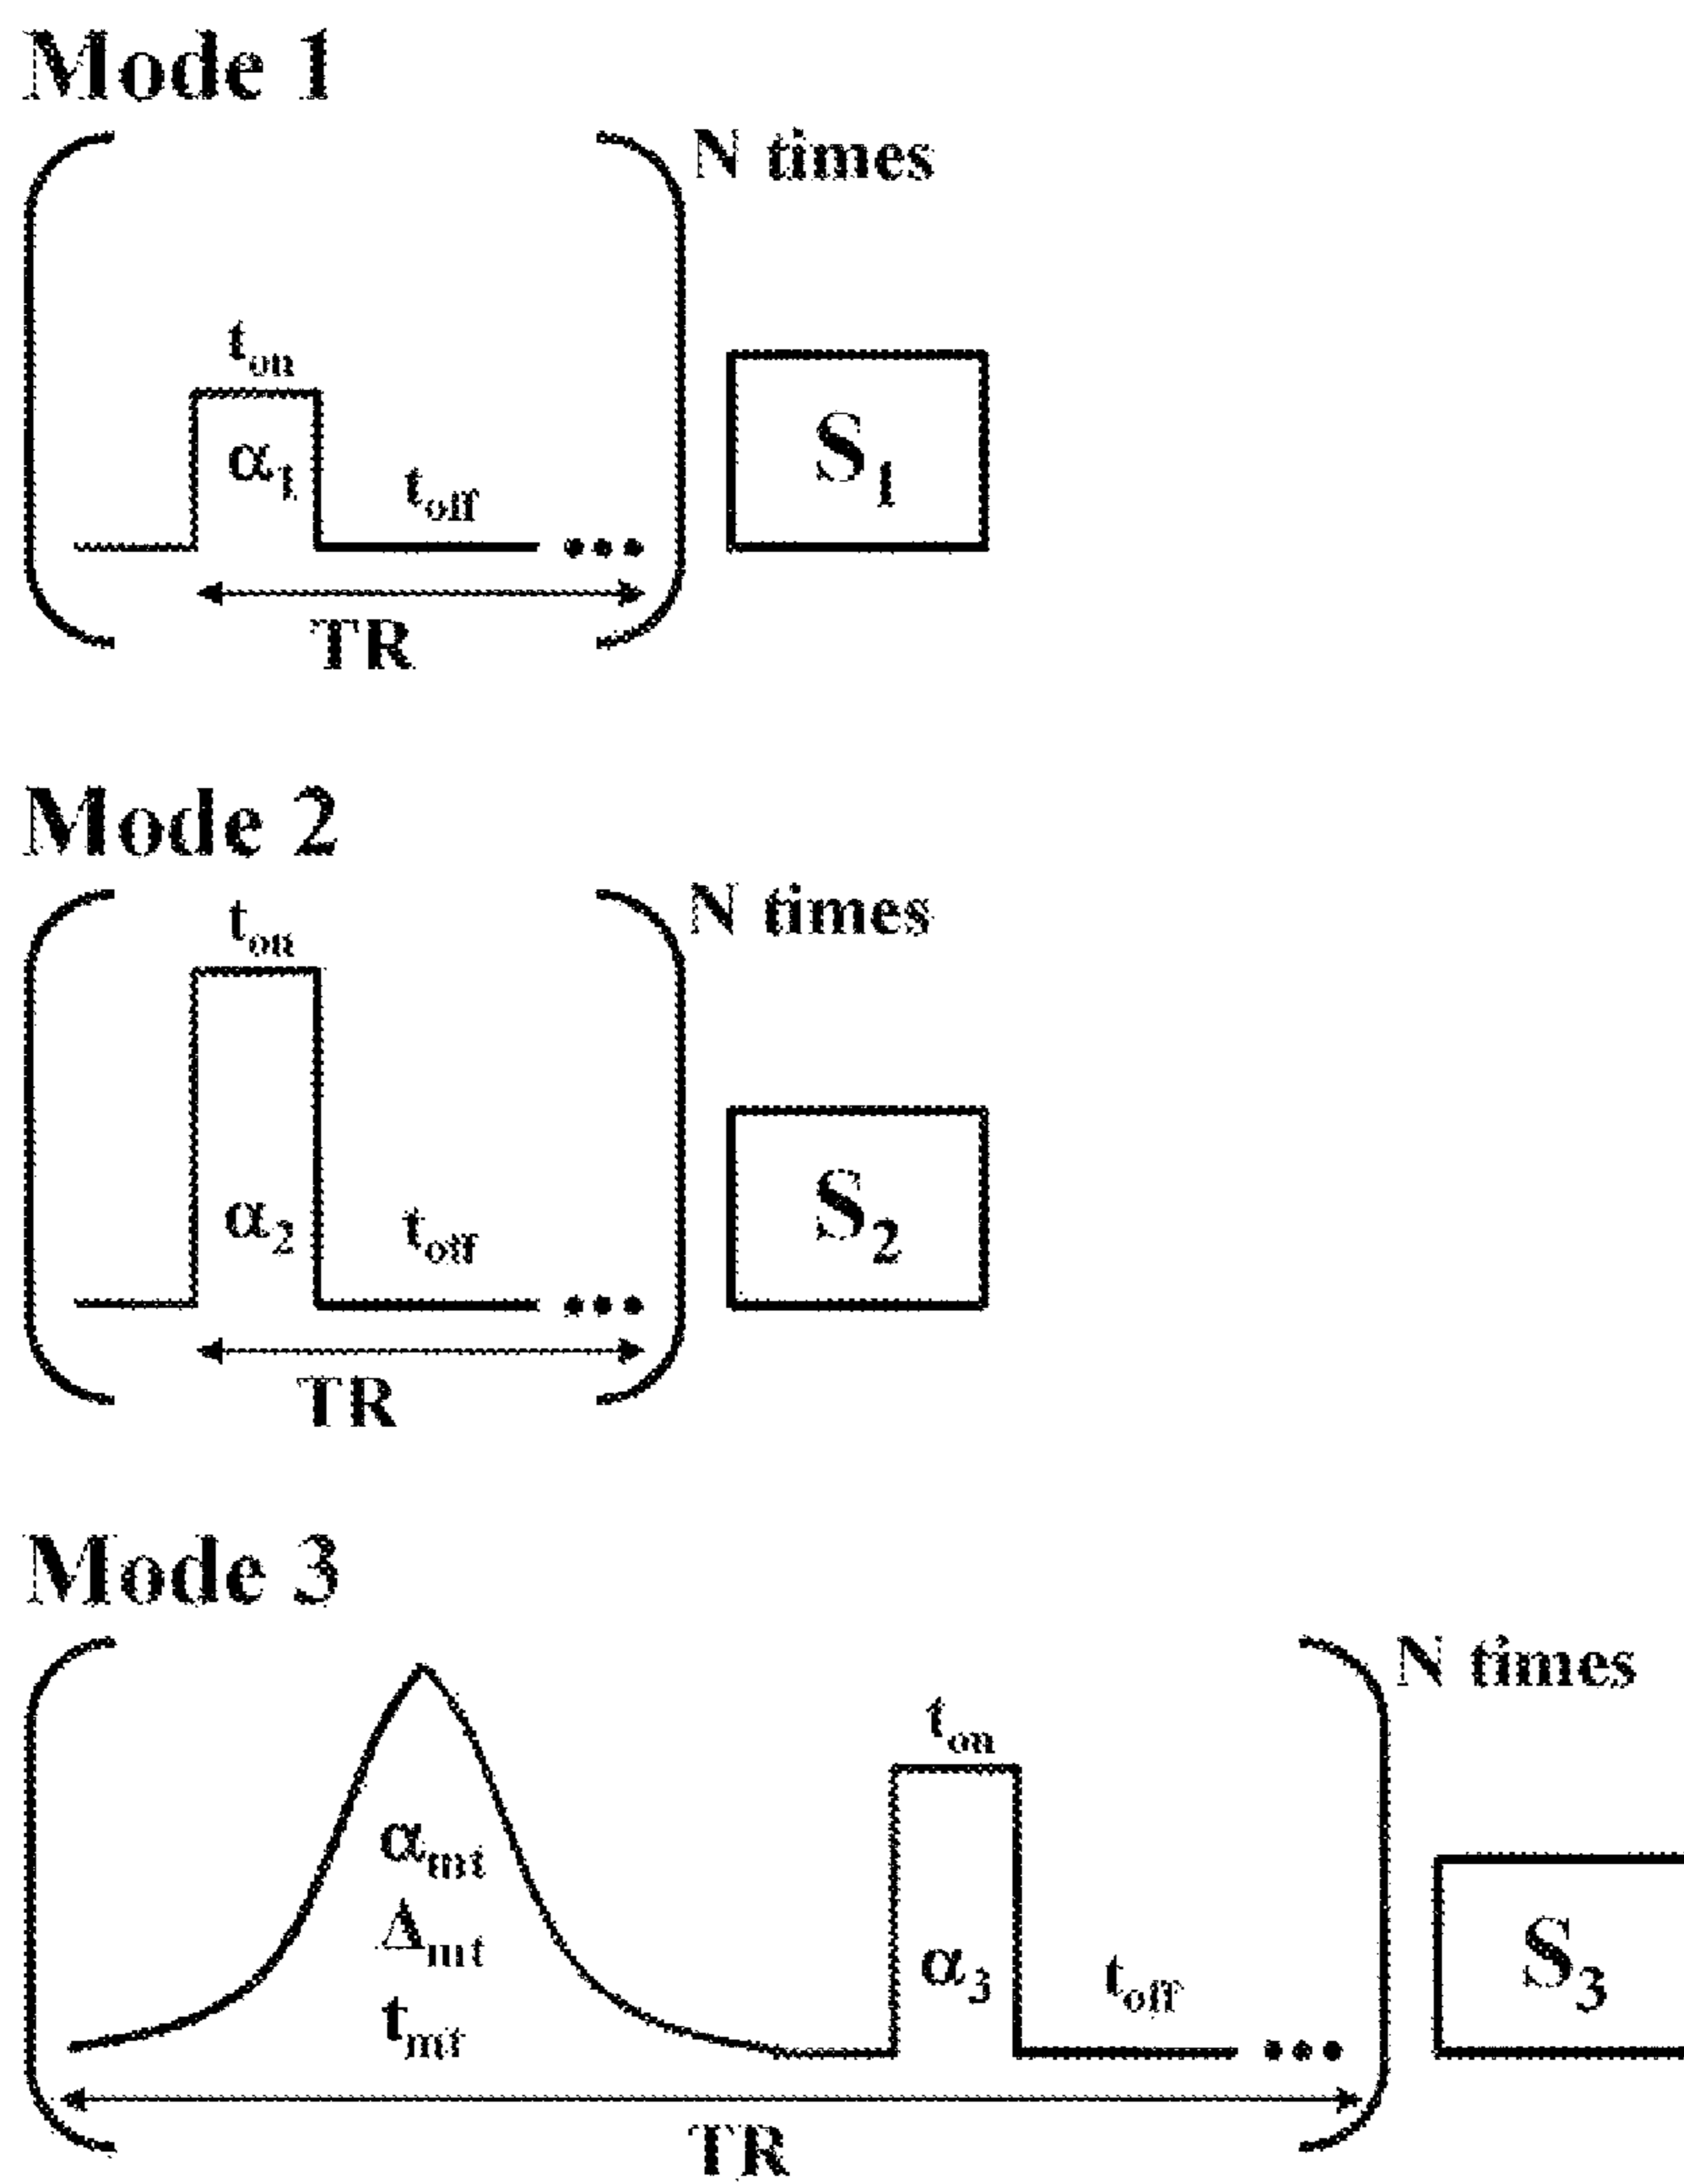 Mode 1
N times
t_on
α_1
t_off
S_1
TR
Mode 2
N times
t_on
α_2
t_off
S_2
TR
Mode 3
N times
t_on
α_mt
Δ_mt
t_mt
α_3
t_off
S_3
TR